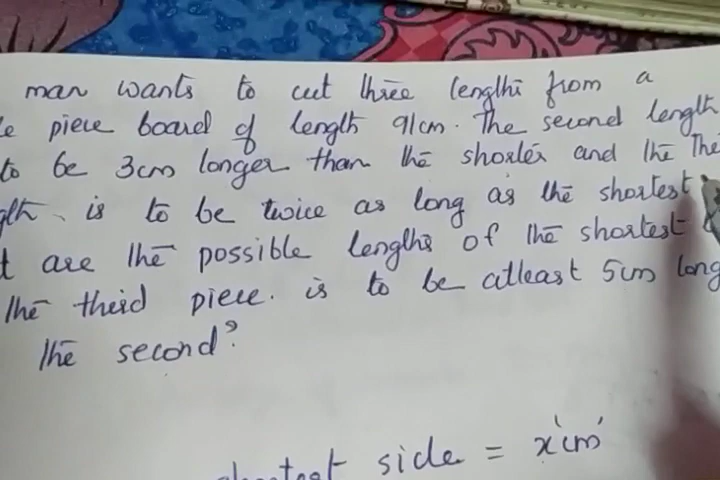 man wants to cut three lengths from a
piece board of length 91cm. The second length
to be 3cm longer than the shorter and the The
is to be twice as long as the shortest
are the possible lengths of the shortest
the third piece. is to be atleast 5cm long
the second?
side = x cm